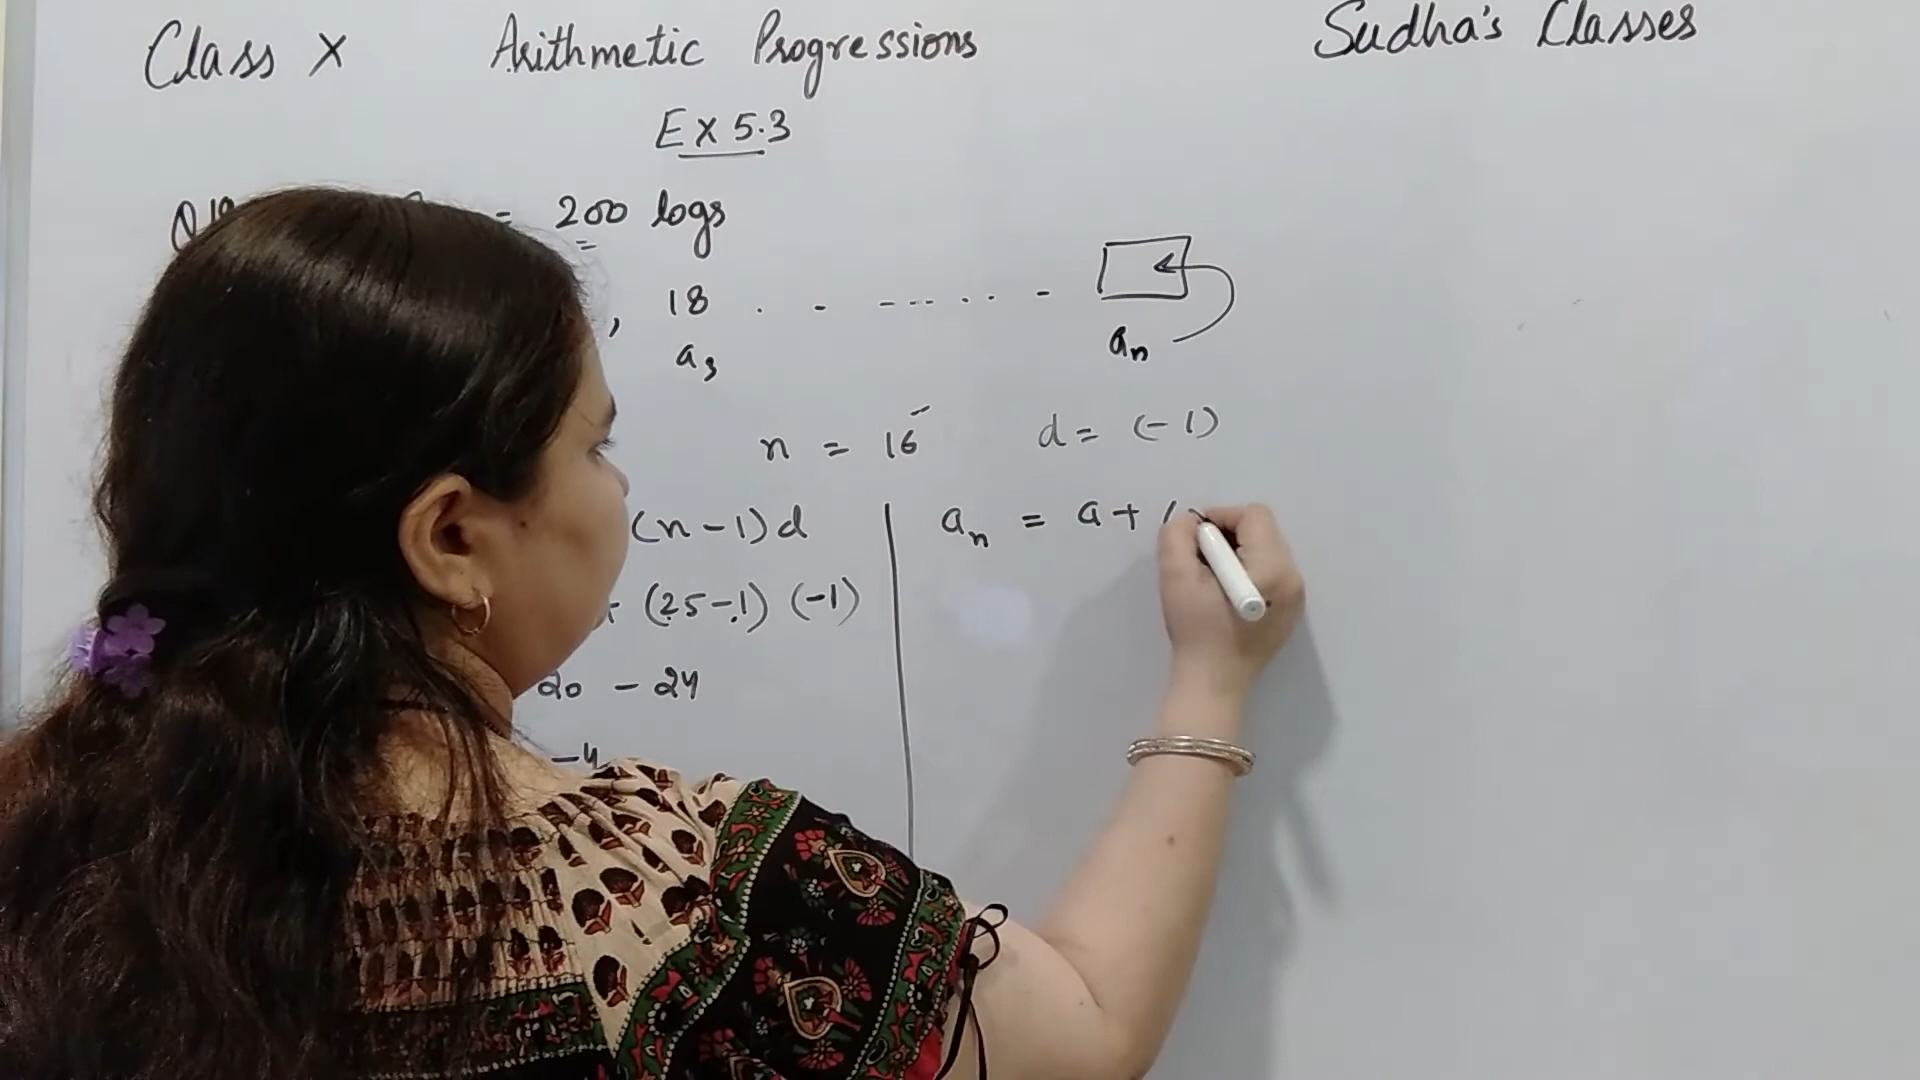 Class X Arithmetic Progressions Sudha's Classes
Ex 5.3
= 200 logs
, 18 . - ---... -
a3 an
n = 16 d = (-1)
(n-1)d an = a + (
(25-1) (-1)
20 - 24
-4